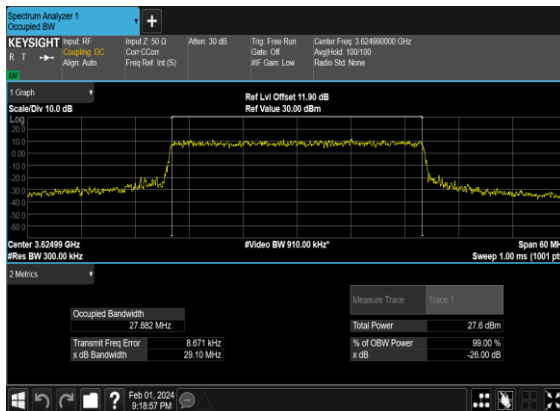 Spectrum Analyzer 1
Occupied BW
KEYSIGHT
R T
Input: RF
Coupling: DC
Align: Auto
Input Z: 50 Ω
Corr CCorr
Freq Ref: Int (S)
Atten: 30 dB
Trig: Free Run
Gate: Off
#IF Gain: Low
Center Freq: 3.624990000 GHz
Avg|Hold: 100/100
Radio Std: None
1 Graph
Scale/Div 10.0 dB
Ref Lvl Offset 11.90 dB
Ref Value 30.00 dBm
Log
20.0
10.0
0.00
-10.0
-20.0
-30.0
-40.0
-50.0
-60.0
Center 3.62499 GHz
#Res BW 300.00 kHz
#Video BW 910.00 kHz*
Span 60 MH
Sweep 1.00 ms (1001 pt
2 Metrics
Measure Trace
Trace 1
Occupied Bandwidth
27.882 MHz
Total Power
27.6 dBm
Transmit Freq Error
8.671 kHz
% of OBW Power
99.00 %
x dB Bandwidth
29.10 MHz
x dB
-26.00 dB
Feb 01, 2024
9:18:57 PM